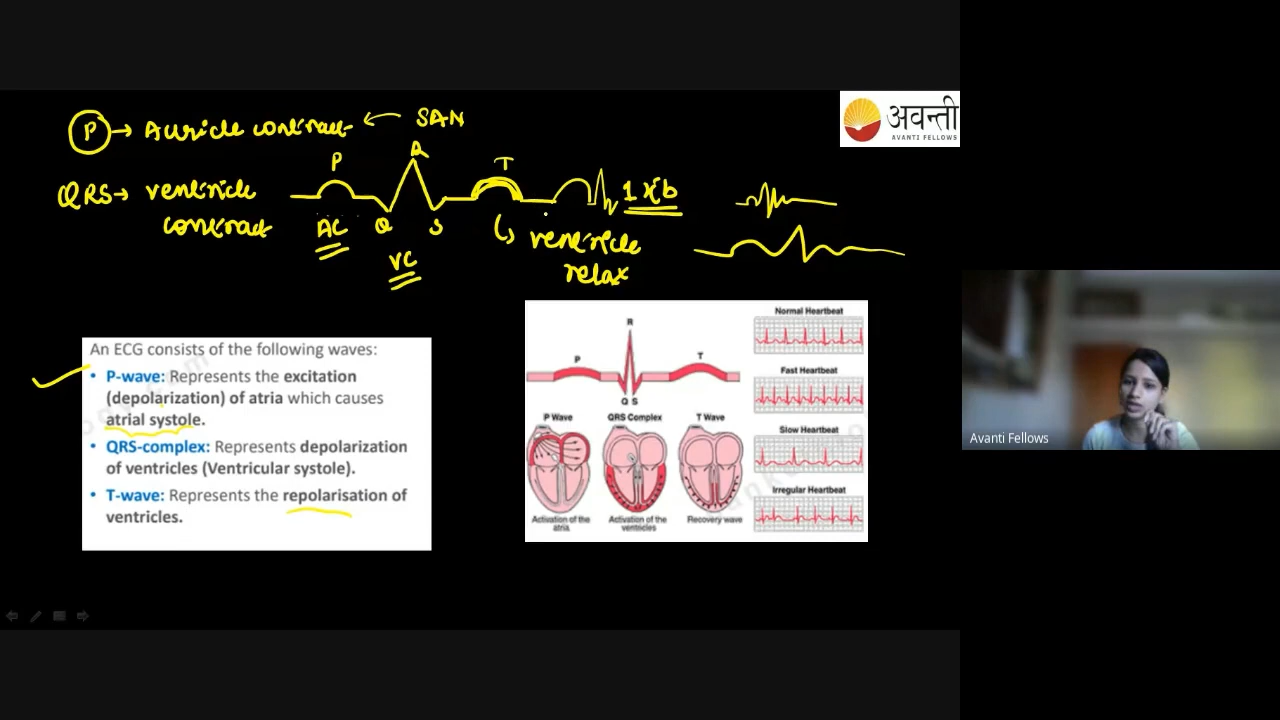 P → Auricle contract ← SAN
QRS → ventricle contract
P
R
T
Q
S
AC
VC
ventricle relax
अवन्ती
AVANTI FELLOWS
An ECG consists of the following waves:
• P-wave: Represents the excitation
(depolarization) of atria which causes
atrial systole.
• QRS-complex: Represents depolarization
of ventricles (Ventricular systole).
• T-wave: Represents the repolarisation of
ventricles.
R
P
T
Q S
P Wave
QRS Complex
T Wave
Activation of the
atria
Activation of the
ventricles
Recovery wave
Normal Heartbeat
Fast Heartbeat
Slow Heartbeat
Irregular Heartbeat
Avanti Fellows